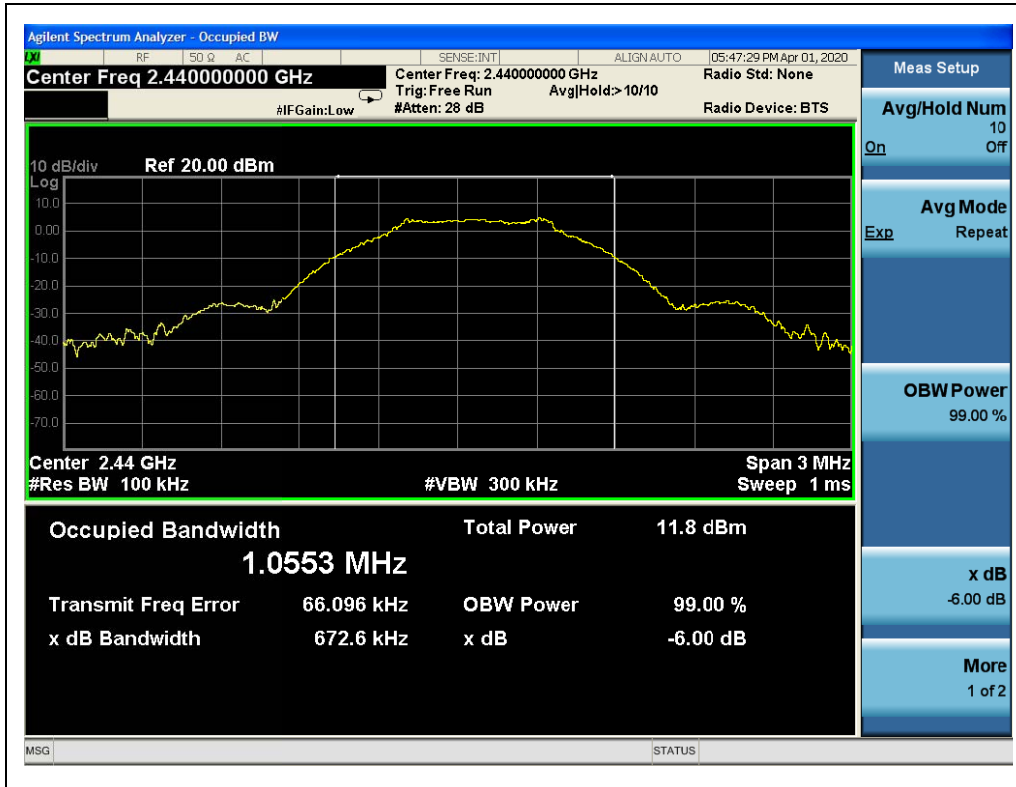 Agilent Spectrum Analyzer - Occupied BW
LXI RF 50 Ω AC SENSE:INT ALIGN AUTO 05:47:29 PM Apr 01, 2020
Center Freq 2.440000000 GHz
Center Freq: 2.440000000 GHz Radio Std: None
Trig: Free Run Avg|Hold:>10/10
#IFGain:Low #Atten: 28 dB Radio Device: BTS
10 dB/div Ref 20.00 dBm
Log
10.0
0.00
-10.0
-20.0
-30.0
-40.0
-50.0
-60.0
-70.0
Center 2.44 GHz Span 3 MHz
#Res BW 100 kHz #VBW 300 kHz Sweep 1 ms
Occupied Bandwidth Total Power 11.8 dBm
1.0553 MHz
Transmit Freq Error 66.096 kHz OBW Power 99.00 %
x dB Bandwidth 672.6 kHz x dB -6.00 dB
Meas Setup
Avg/Hold Num
10
On Off
Avg Mode
Exp Repeat
OBW Power
99.00 %
x dB
-6.00 dB
More
1 of 2
MSG STATUS